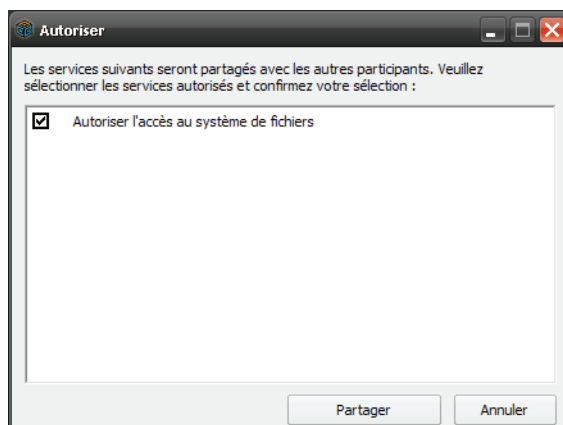 Autoriser
Les services suivants seront partagés avec les autres participants. Veuillez
sélectionner les services autorisés et confirmez votre sélection :
Autoriser l'accès au système de fichiers
Partager
Annuler